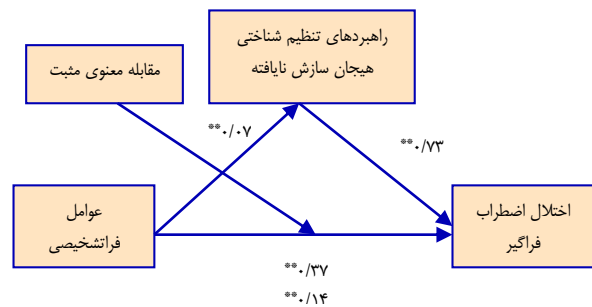 راهبردهای تنظیم شناختی
هیجان سازش نایافته
مقابله معنوی مثبت
**۰/۰۷
**۰/۷۳
عوامل
فراتشخیصی
اختلال اضطراب
فراگیر
**۰/۳۷
**۰/۱۴